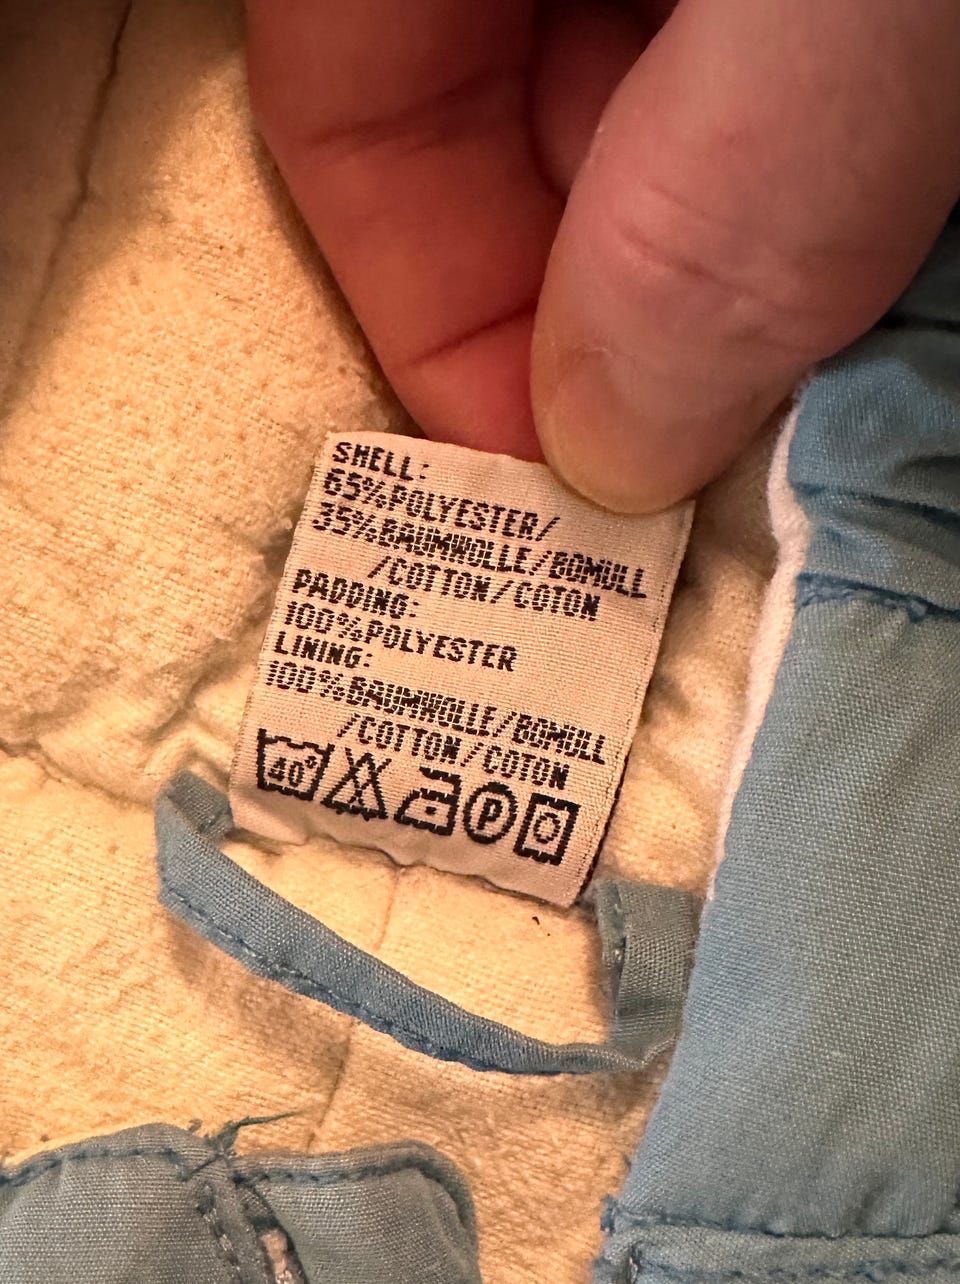 SHELL:
65%POLYESTER/
35%BAUMWOLLE/BOMULL
/COTTON/COTON
PADDING:
100%POLYESTER
LINING:
100%BAUMWOLLE/BOMULL
/COTTON/COTON
40° P